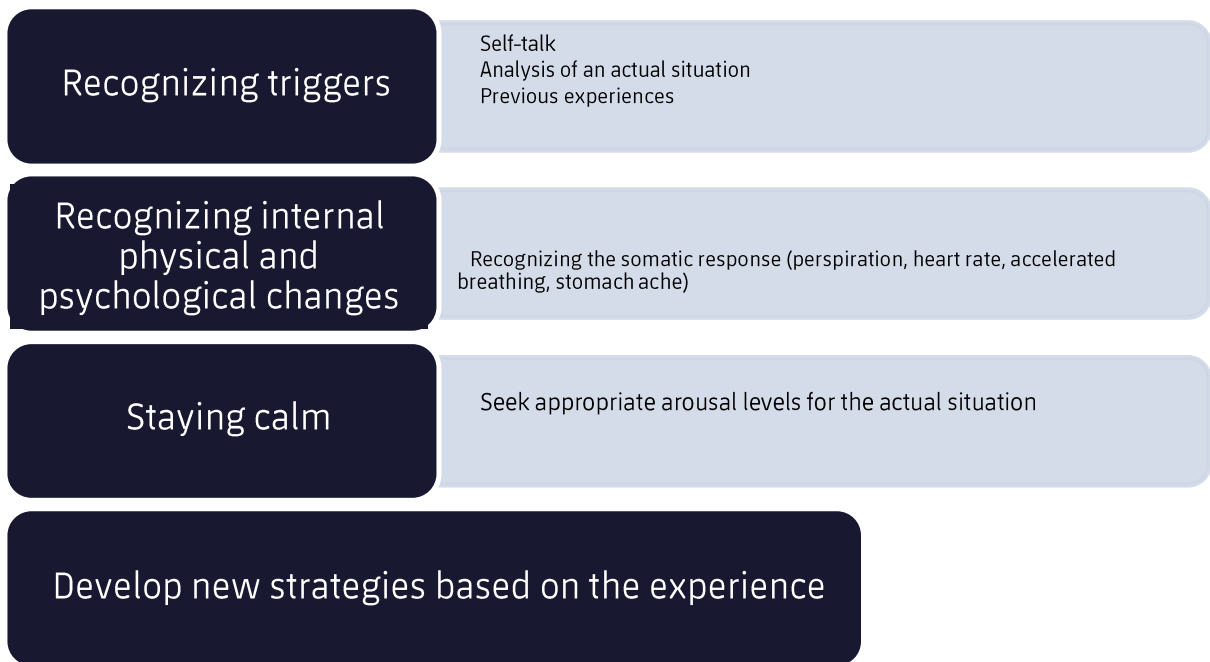 Recognizing triggers
Self-talk
Analysis of an actual situation
Previous experiences
Recognizing internal
physical and
psychological changes
Recognizing the somatic response (perspiration, heart rate, accelerated
breathing, stomach ache)
Staying calm
Seek appropriate arousal levels for the actual situation
Develop new strategies based on the experience